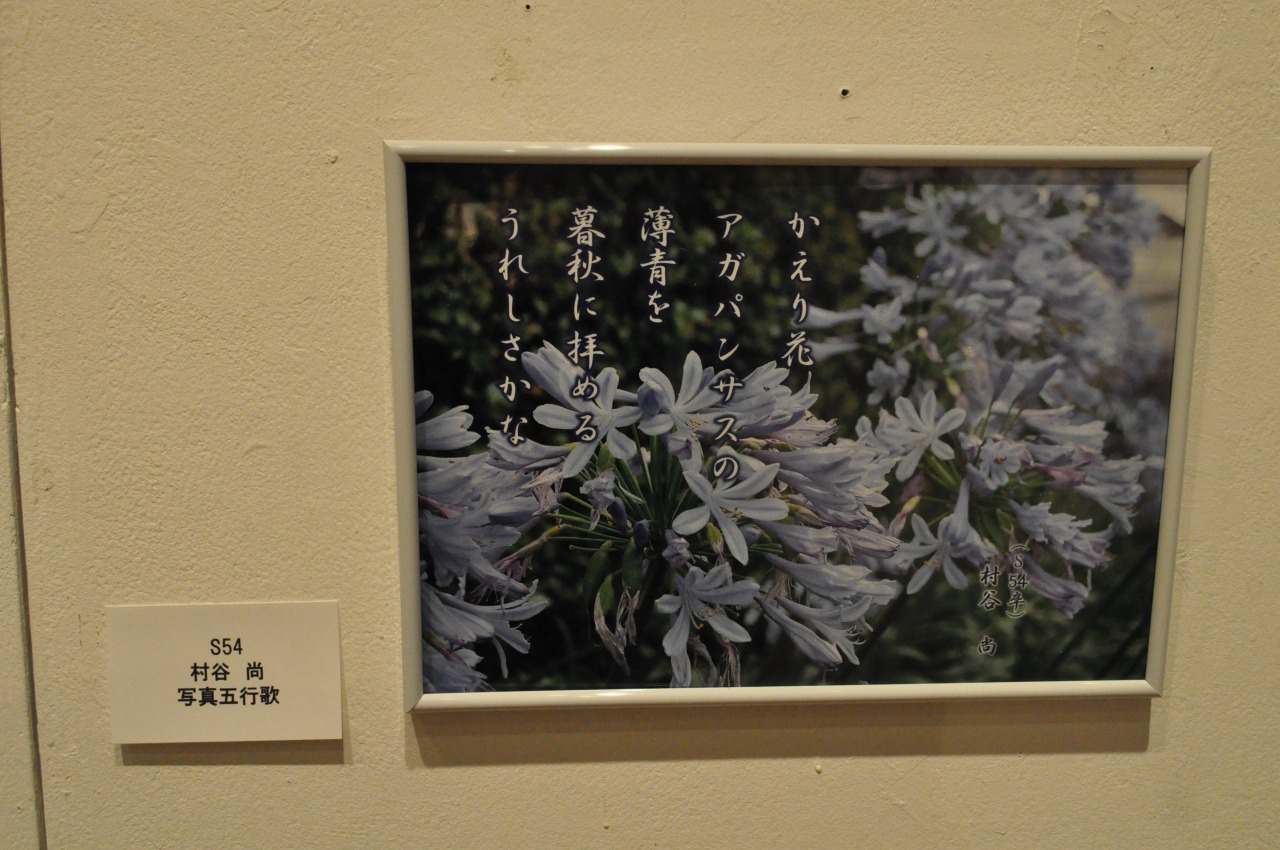 かえり花
アガパンサスの
薄青を
暮秋に拝める
うれしさかな
(S54卒)
村谷 尚
S54
村谷 尚
写真五行歌